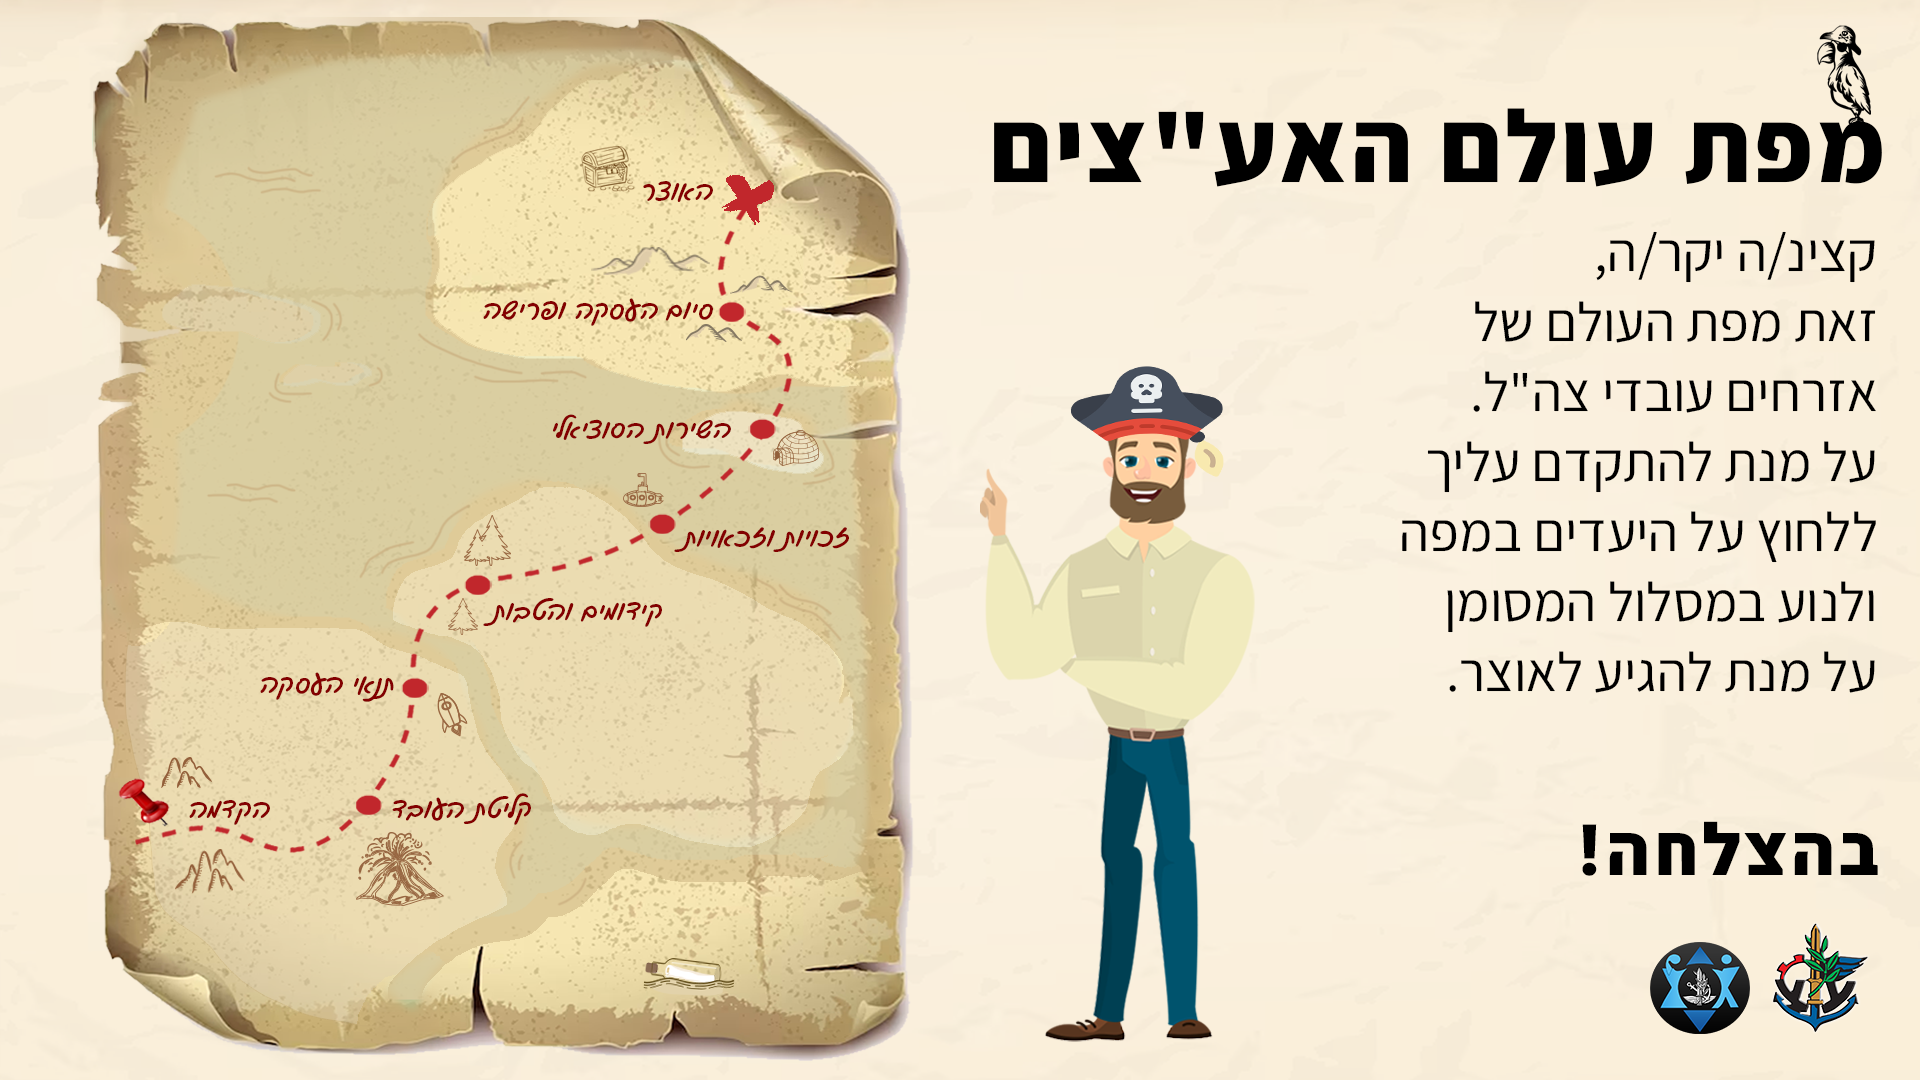 מפת עולם האע"צים
קצינ/ה יקר/ה,
זאת מפת העולם של
אזרחים עובדי צה"ל.
על מנת להתקדם עליך
ללחוץ על היעדים במפה
ולנוע במסלול המסומן
על מנת להגיע לאוצר.
בהצלחה!
האוצר
סיום העסקה ופרישה
השירות הסוציאלי
זכויות וזכאויות
קידומים והטבות
תנאי העסקה
קליטת העובד
הקדמה